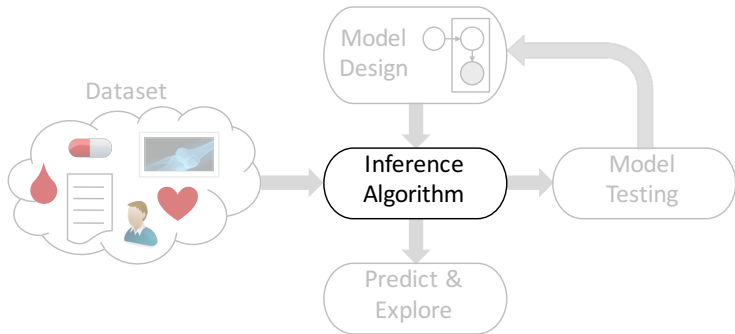 Model
Design
Dataset
Inference
Algorithm
Model
Testing
Predict &
Explore